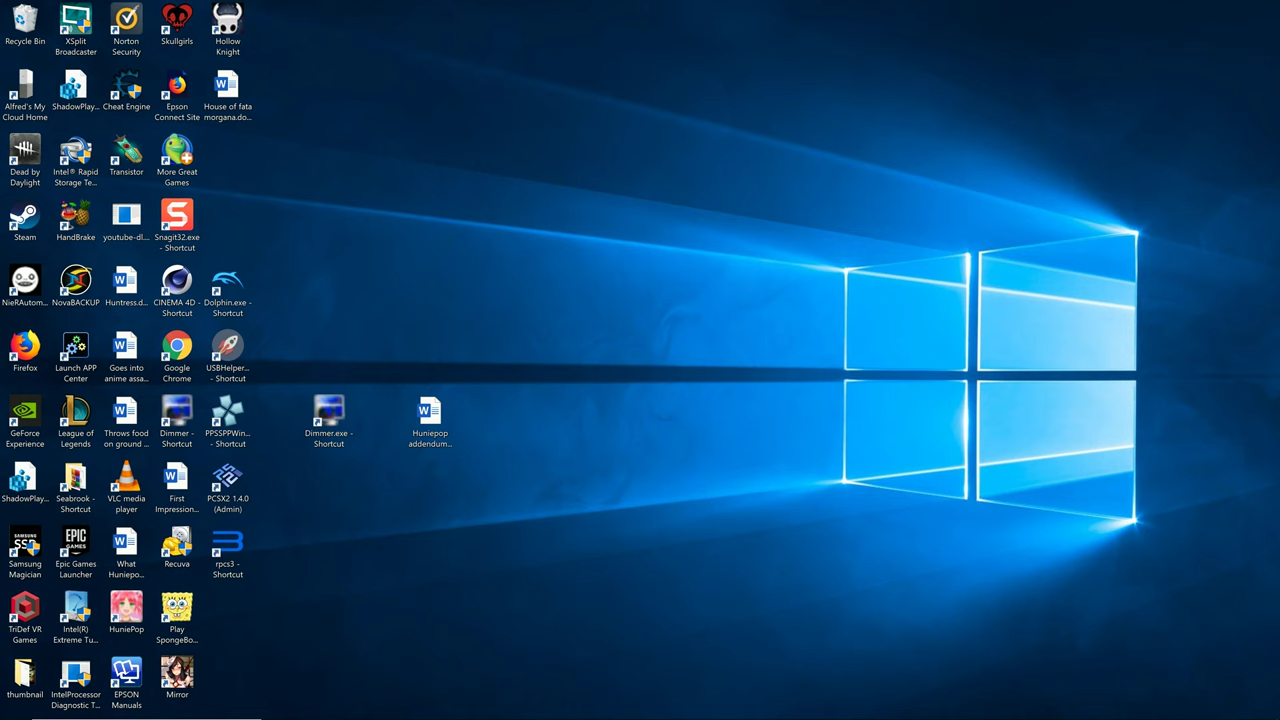 Recycle Bin
XSplit
Broadcaster
Norton
Security
Skullgirls
Hollow
Knight
Alfred's My
Cloud Home
ShadowPlay...
Cheat Engine
Epson
Connect Site
House of fata
morgana.do...
Dead by
Daylight
Intel® Rapid
Storage Te...
Transistor
More Great
Games
Steam
HandBrake
youtube-dl....
Snagit32.exe
- Shortcut
NieRAutom...
NovaBACKUP
Huntress.d...
CINEMA 4D -
Shortcut
Dolphin.exe -
Shortcut
Firefox
Launch APP
Center
Goes into
anime assa...
Google
Chrome
USBHelper...
- Shortcut
GeForce
Experience
League of
Legends
Throws food
on ground ...
Dimmer -
Shortcut
PPSSPPWin...
- Shortcut
Dimmer.exe -
Shortcut
Huniepop
addendum...
ShadowPlay...
Seabrook -
Shortcut
VLC media
player
First
Impression...
PCSX2 1.4.0
(Admin)
SAMSUNG
SSD
Samsung
Magician
EPIC
GAMES
Epic Games
Launcher
What
Huniepo...
Recuva
rpcs3 -
Shortcut
TriDef VR
Games
Intel(R)
Extreme Tu...
HuniePop
Play
SpongeBo...
thumbnail
IntelProcessor
Diagnostic T...
EPSON
Manuals
Mirror